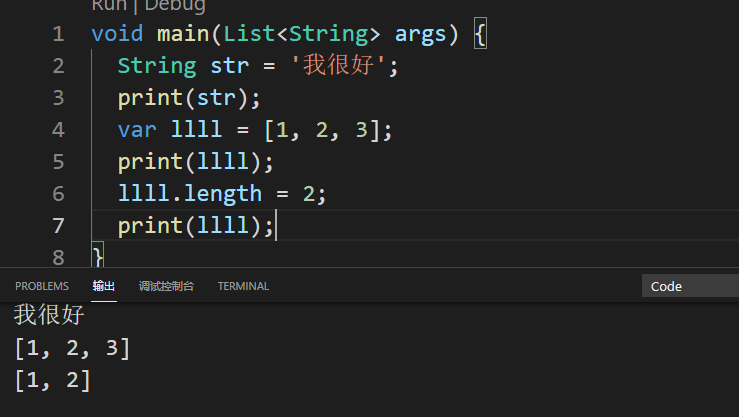 Run | Debug
1 void main(List<String> args) {
2 String str = '我很好';
3 print(str);
4 var llll = [1, 2, 3];
5 print(llll);
6 llll.length = 2;
7 print(llll);
8 }
PROBLEMS 输出 调试控制台 TERMINAL Code
我很好
[1, 2, 3]
[1, 2]